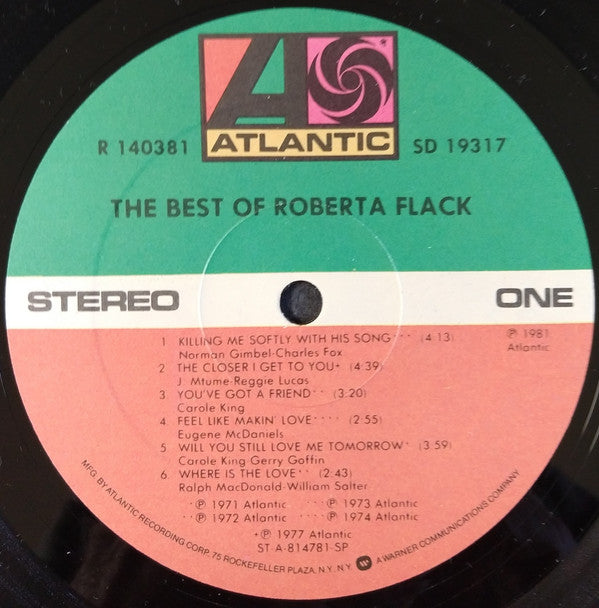 R 140381 ATLANTIC SD 19317
THE BEST OF ROBERTA FLACK
STEREO ONE
1 KILLING ME SOFTLY WITH HIS SONG··· (4:13)
Norman Gimbel-Charles Fox
℗ 1981
Atlantic
2 THE CLOSER I GET TO YOU+ (4:39)
J. Mtume-Reggie Lucas
3 YOU'VE GOT A FRIEND· (3:20)
Carole King
4 FEEL LIKE MAKIN' LOVE···· (2:55)
Eugene McDaniels
5 WILL YOU STILL LOVE ME TOMORROW· (3:59)
Carole King Gerry Goffin
6 WHERE IS THE LOVE·· (2:43)
Ralph MacDonald-William Salter
·℗ 1971 Atlantic ···℗ 1973 Atlantic
··℗ 1972 Atlantic ····℗ 1974 Atlantic
+℗ 1977 Atlantic
ST-A-814781-SP
MFG. BY ATLANTIC RECORDING CORP. 75 ROCKEFELLER PLAZA, N.Y. N.Y. W A WARNER COMMUNICATIONS COMPANY